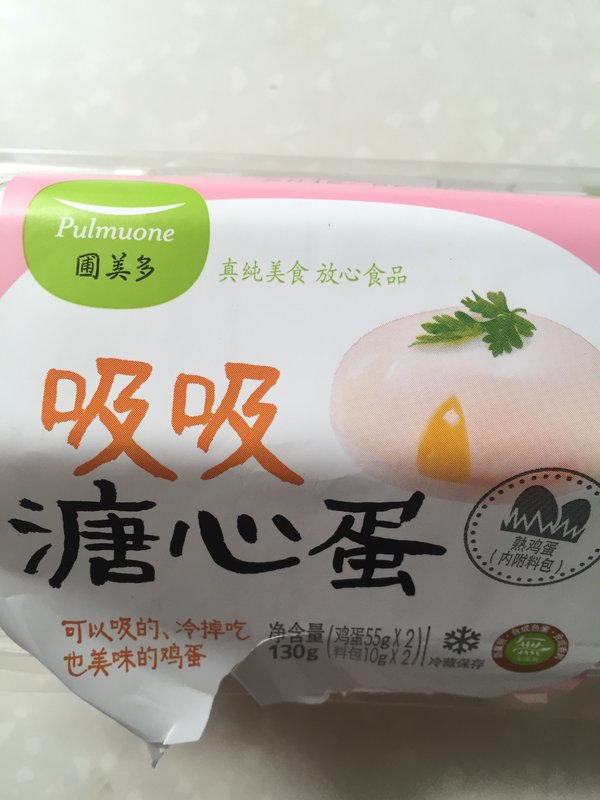 Pulmuone
圃美多
真纯美食 放心食品
吸吸
溏心蛋
熟鸡蛋
(内附料包)
可以吸的、冷掉吃
也美味的鸡蛋
净含量 (鸡蛋55g X 2)
130g (料包10g X 2)
冷藏保存
无